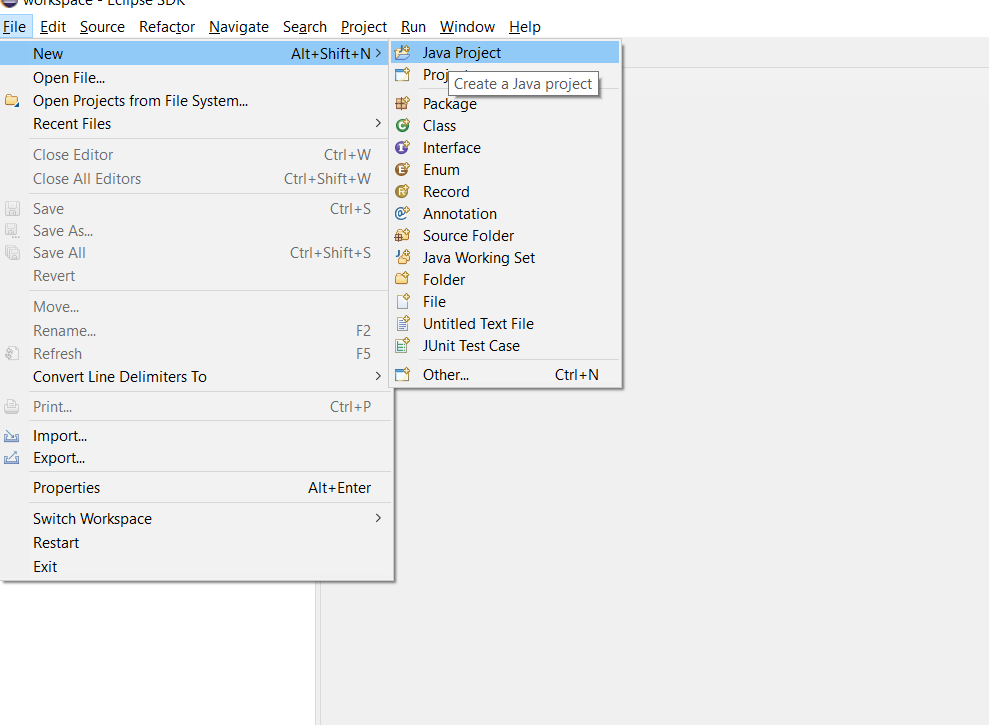 workspace - Eclipse SDK
File Edit Source Refactor Navigate Search Project Run Window Help
New Alt+Shift+N
Open File...
Open Projects from File System...
Recent Files
Close Editor Ctrl+W
Close All Editors Ctrl+Shift+W
Save Ctrl+S
Save As...
Save All Ctrl+Shift+S
Revert
Move...
Rename... F2
Refresh F5
Convert Line Delimiters To
Print... Ctrl+P
Import...
Export...
Properties Alt+Enter
Switch Workspace
Restart
Exit
Java Project
Create a Java project
Package
Class
Interface
Enum
Record
Annotation
Source Folder
Java Working Set
Folder
File
Untitled Text File
JUnit Test Case
Other... Ctrl+N